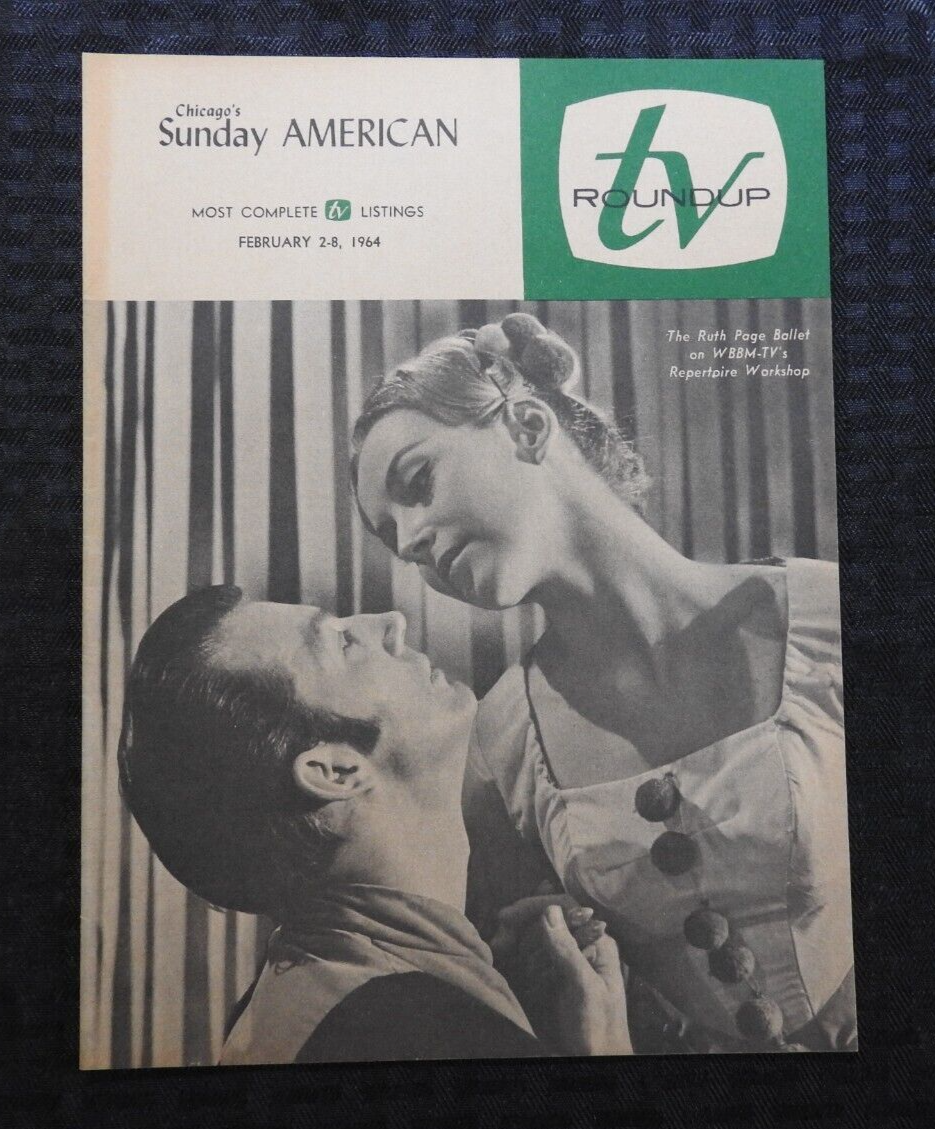 Chicago's
Sunday AMERICAN
MOST COMPLETE tv LISTINGS
FEBRUARY 2-8, 1964
tv
ROUNDUP
The Ruth Page Ballet
on WBBM-TV's
Repertoire Workshop